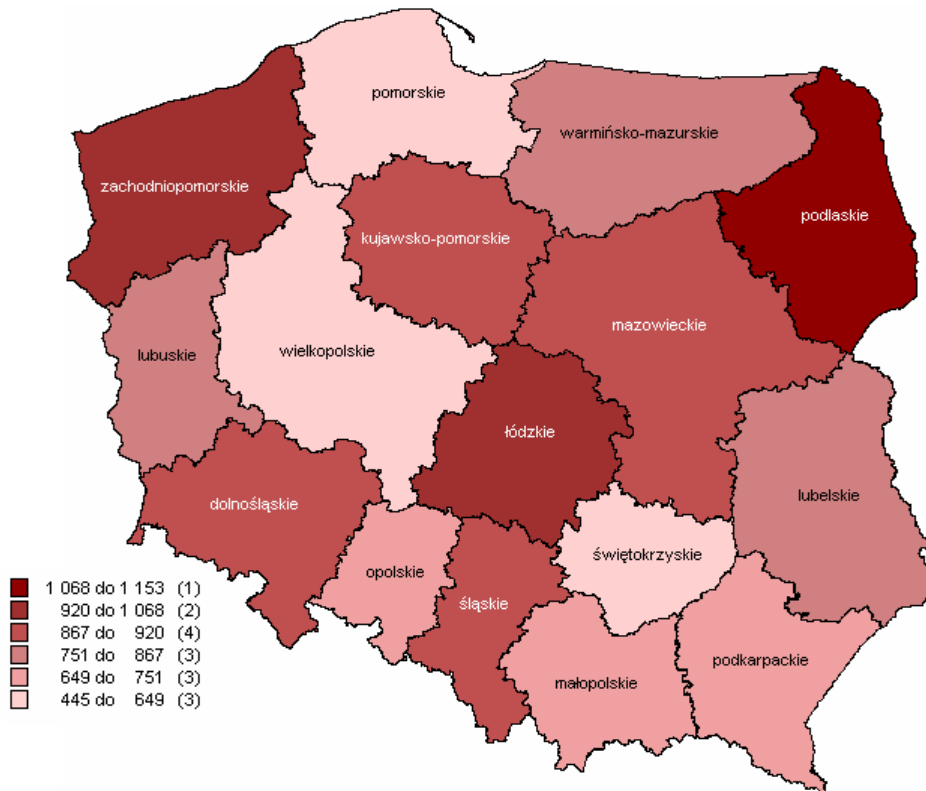 pomorskie
warmińsko-mazurskie
zachodniopomorskie
podlaskie
kujawsko-pomorskie
mazowieckie
lubuskie
wielkopolskie
łódzkie
lubelskie
dolnośląskie
świętokrzyskie
opolskie
śląskie
podkarpackie
małopolskie
1 068 do 1 153 (1)
920 do 1 068 (2)
867 do 920 (4)
751 do 867 (3)
649 do 751 (3)
445 do 649 (3)